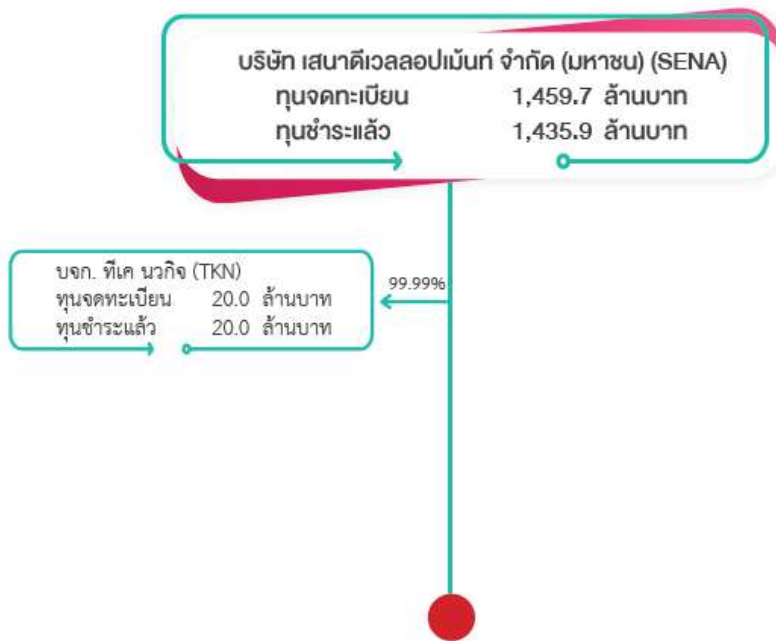 บริษัท เสนาดีเวลลอปเม้นท์ จำกัด (มหาชน) (SENA)
ทุนจดทะเบียน 1,459.7 ล้านบาท
ทุนชำระแล้ว 1,435.9 ล้านบาท
บจก. ทีเค นวกิจ (TKN)
ทุนจดทะเบียน 20.0 ล้านบาท
ทุนชำระแล้ว 20.0 ล้านบาท
99.99%